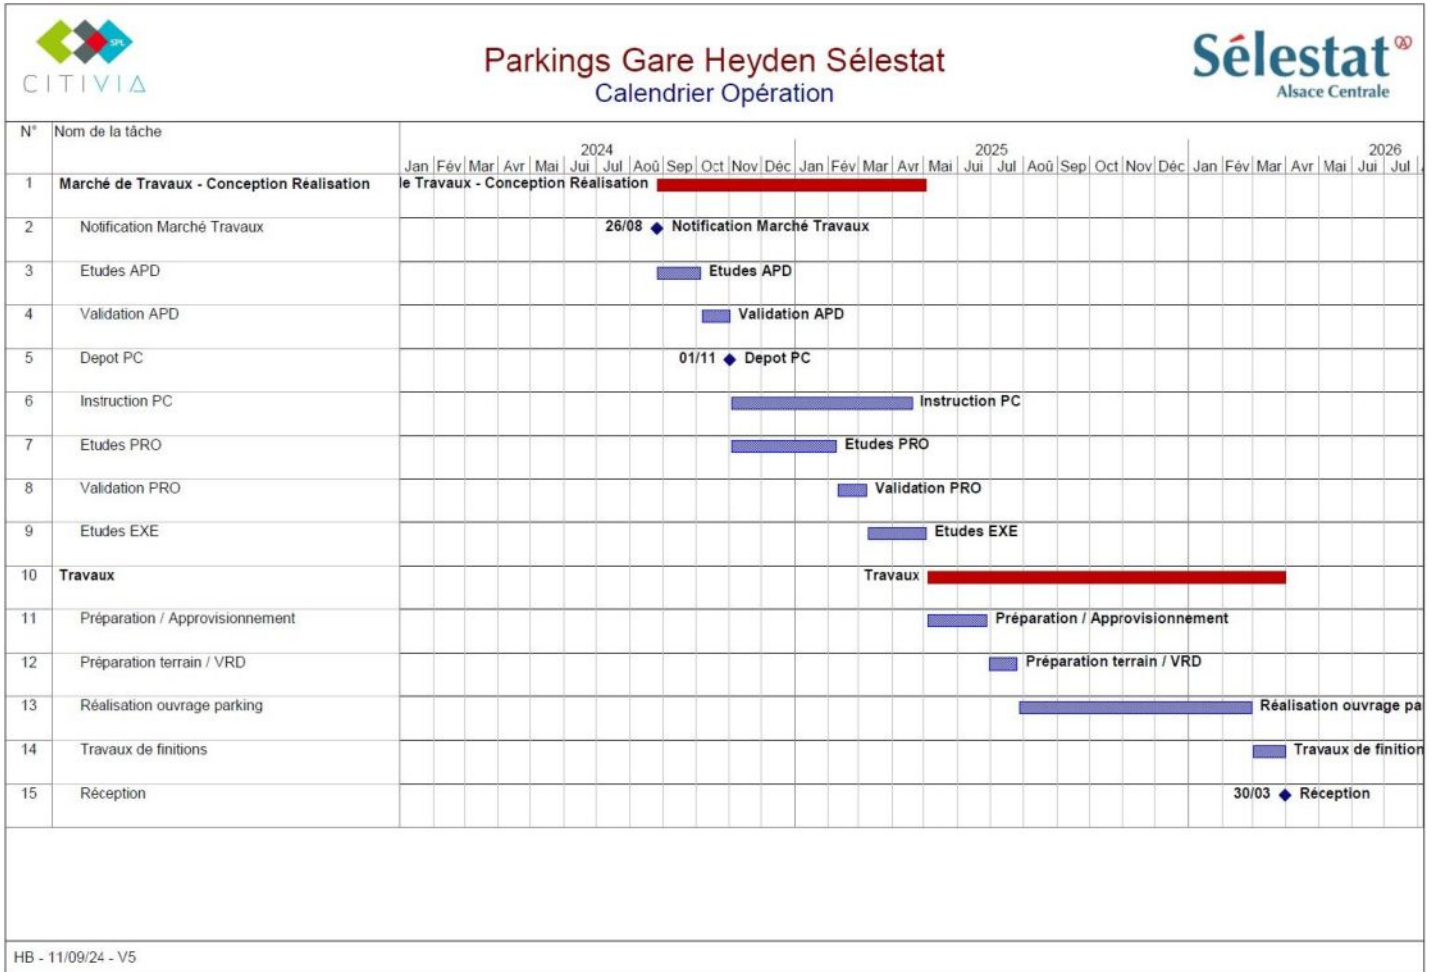 SPL
CITIVIA
Parkings Gare Heyden Sélestat
Calendrier Opération
Sélestat
Alsace Centrale
N° Nom de la tâche
2024 2025 2026
Jan Fév Mar Avr Mai Jui Jul Aoû Sep Oct Nov Déc Jan Fév Mar Avr Mai Jui Jul Aoû Sep Oct Nov Déc Jan Fév Mar Avr Mai Jui Jul
1 Marché de Travaux - Conception Réalisation le Travaux - Conception Réalisation
2 Notification Marché Travaux 26/08 Notification Marché Travaux
3 Etudes APD Etudes APD
4 Validation APD Validation APD
5 Depot PC 01/11 Depot PC
6 Instruction PC Instruction PC
7 Etudes PRO Etudes PRO
8 Validation PRO Validation PRO
9 Etudes EXE Etudes EXE
10 Travaux Travaux
11 Préparation / Approvisionnement Préparation / Approvisionnement
12 Préparation terrain / VRD Préparation terrain / VRD
13 Réalisation ouvrage parking Réalisation ouvrage pa
14 Travaux de finitions Travaux de finition
15 Réception 30/03 Réception
HB - 11/09/24 - V5